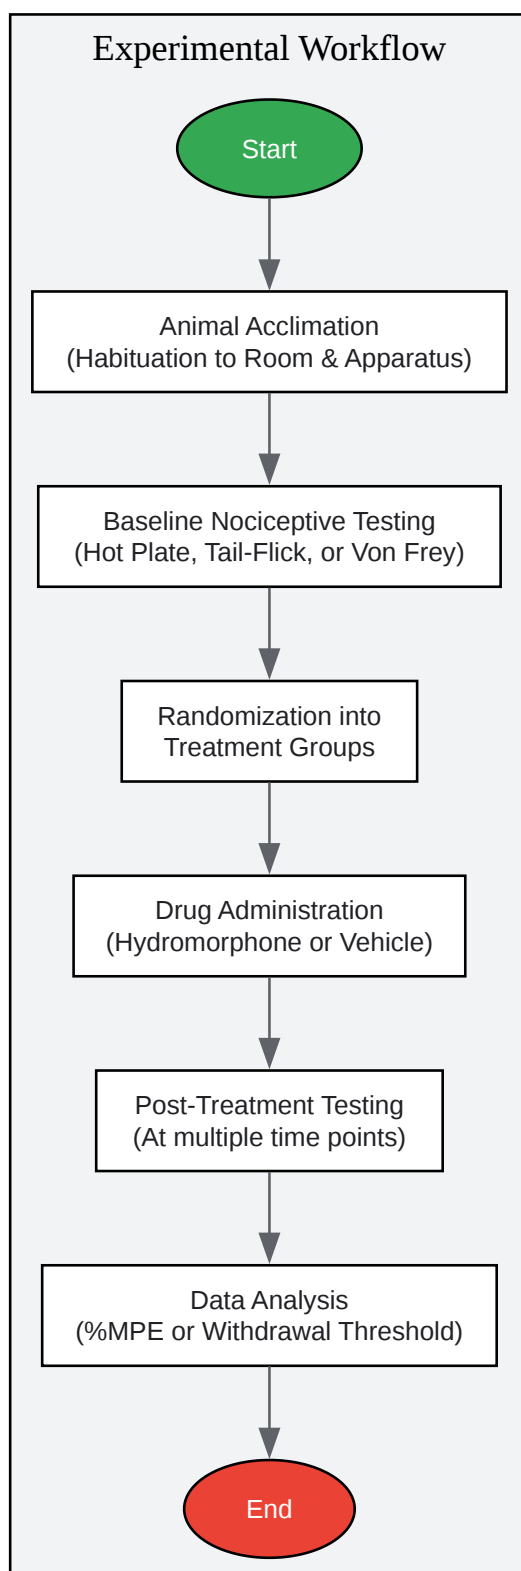 Experimental Workflow
Start
Animal Acclimation
(Habituation to Room & Apparatus)
Baseline Nociceptive Testing
(Hot Plate, Tail-Flick, or Von Frey)
Randomization into
Treatment Groups
Drug Administration
(Hydromorphone or Vehicle)
Post-Treatment Testing
(At multiple time points)
Data Analysis
(%MPE or Withdrawal Threshold)
End